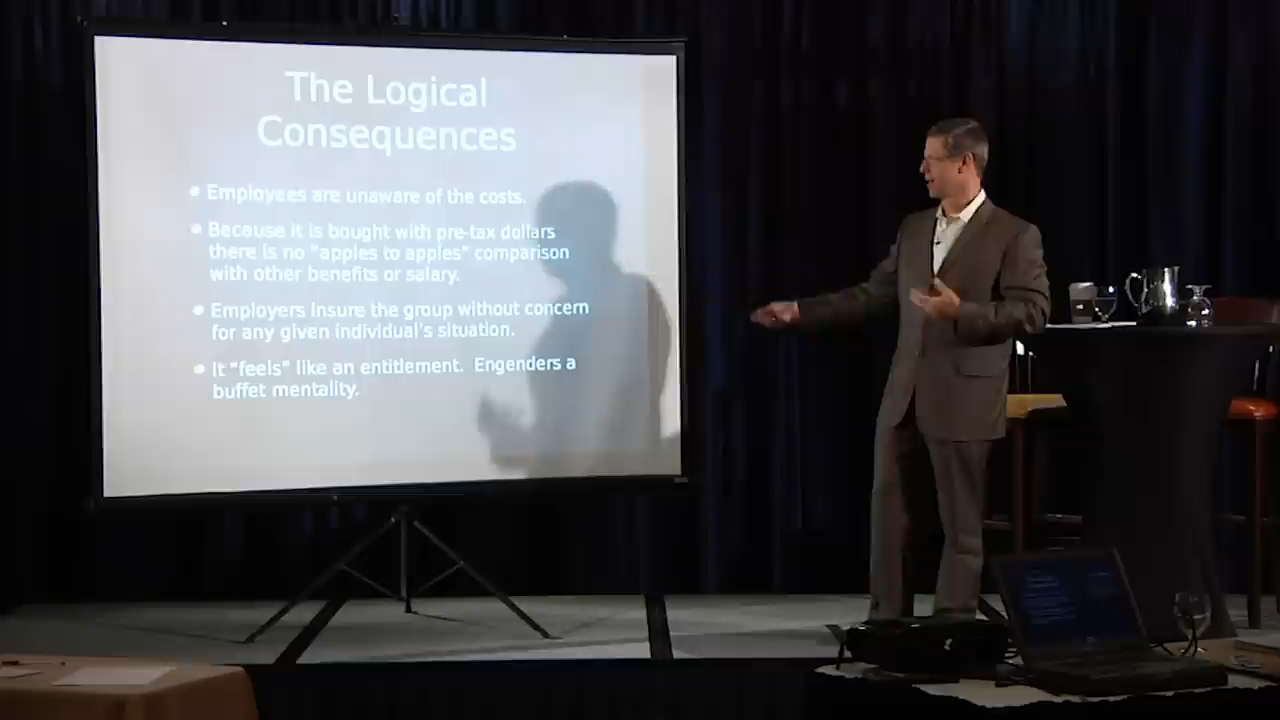 The Logical
Consequences
• Employees are unaware of the costs.
• Because it is bought with pre-tax dollars
there is no "apples to apples" comparison
with other benefits or salary.
• Employers insure the group without concern
for any given individual's situation.
• It "feels" like an entitlement. Engenders a
buffet mentality.